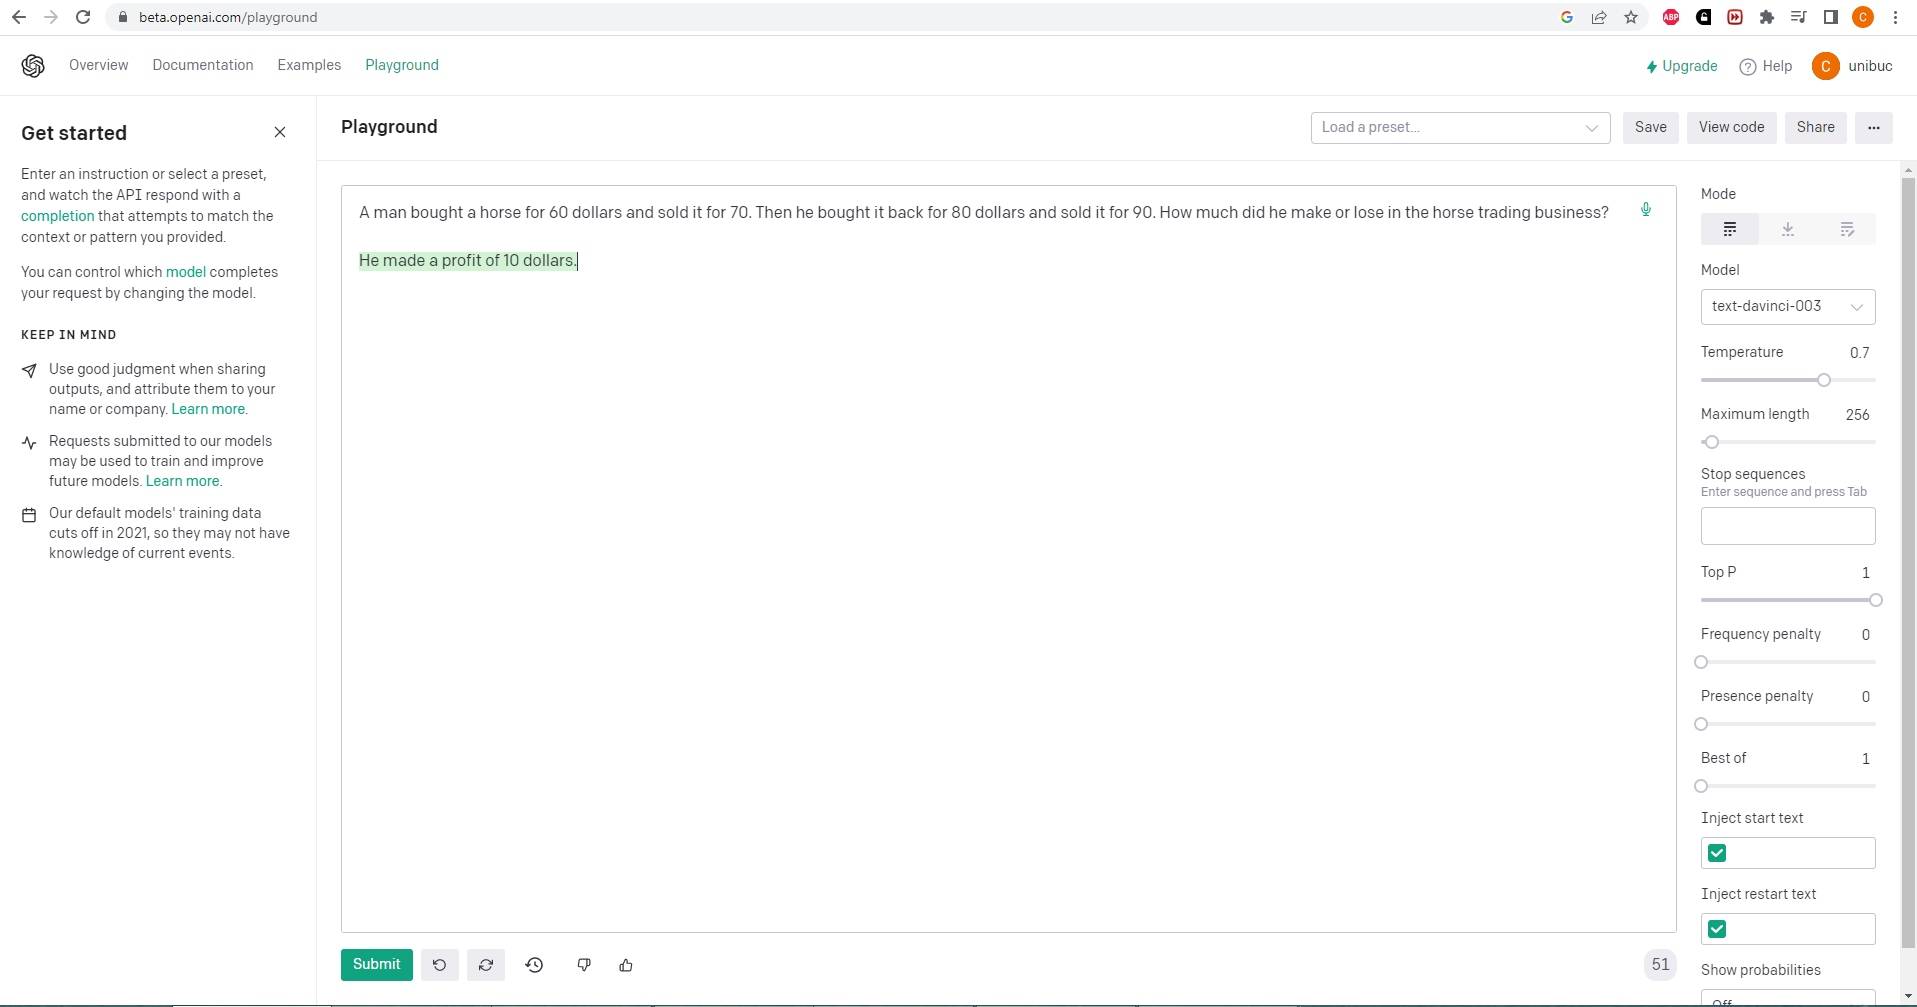 beta.openai.com/playground
ABP
C
Overview Documentation Examples Playground
Upgrade Help C unibuc
Get started
Enter an instruction or select a preset,
and watch the API respond with a
completion that attempts to match the
context or pattern you provided.
You can control which model completes
your request by changing the model.
KEEP IN MIND
Use good judgment when sharing
outputs, and attribute them to your
name or company. Learn more.
Requests submitted to our models
may be used to train and improve
future models. Learn more.
Our default models' training data
cuts off in 2021, so they may not have
knowledge of current events.
Playground
Load a preset...
Save
View code
Share
...
A man bought a horse for 60 dollars and sold it for 70. Then he bought it back for 80 dollars and sold it for 90. How much did he make or lose in the horse trading business?
He made a profit of 10 dollars.
Submit
51
Mode
Model
text-davinci-003
Temperature 0.7
Maximum length 256
Stop sequences
Enter sequence and press Tab
Top P 1
Frequency penalty 0
Presence penalty 0
Best of 1
Inject start text
Inject restart text
Show probabilities
Off